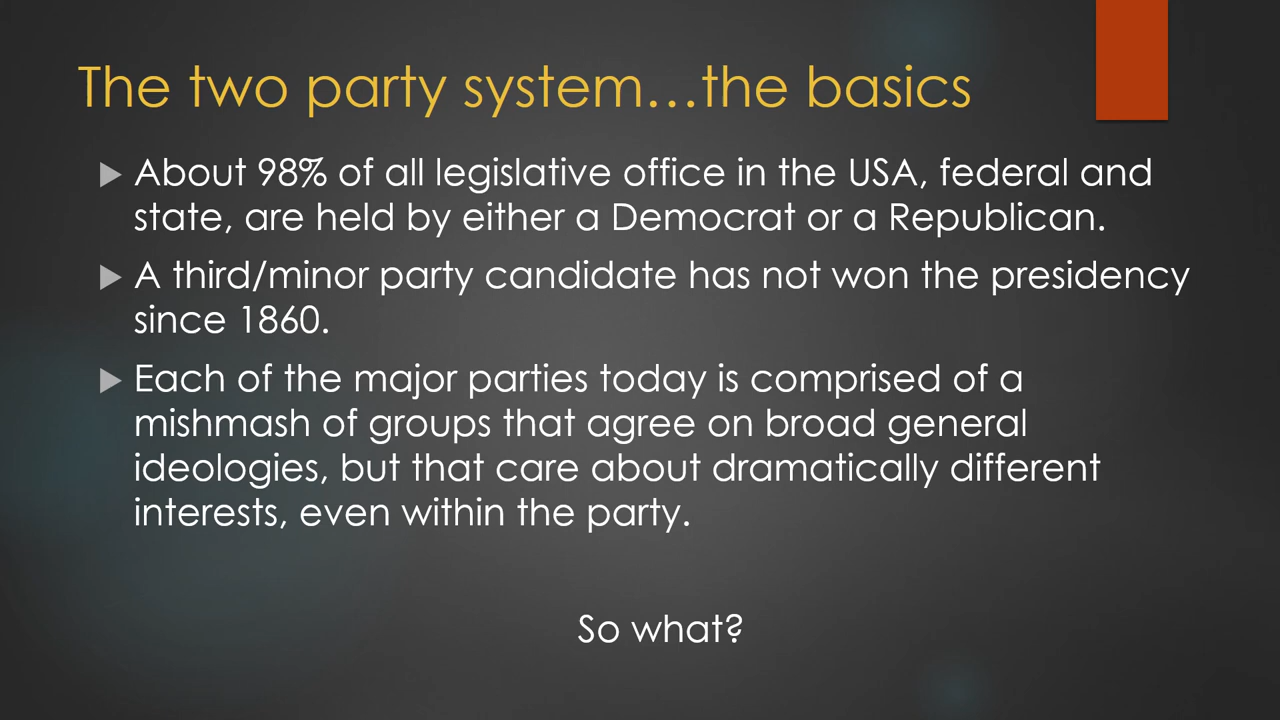 The two party system...the basics
About 98% of all legislative office in the USA, federal and
state, are held by either a Democrat or a Republican.
A third/minor party candidate has not won the presidency
since 1860.
Each of the major parties today is comprised of a
mishmash of groups that agree on broad general
ideologies, but that care about dramatically different
interests, even within the party.
So what?